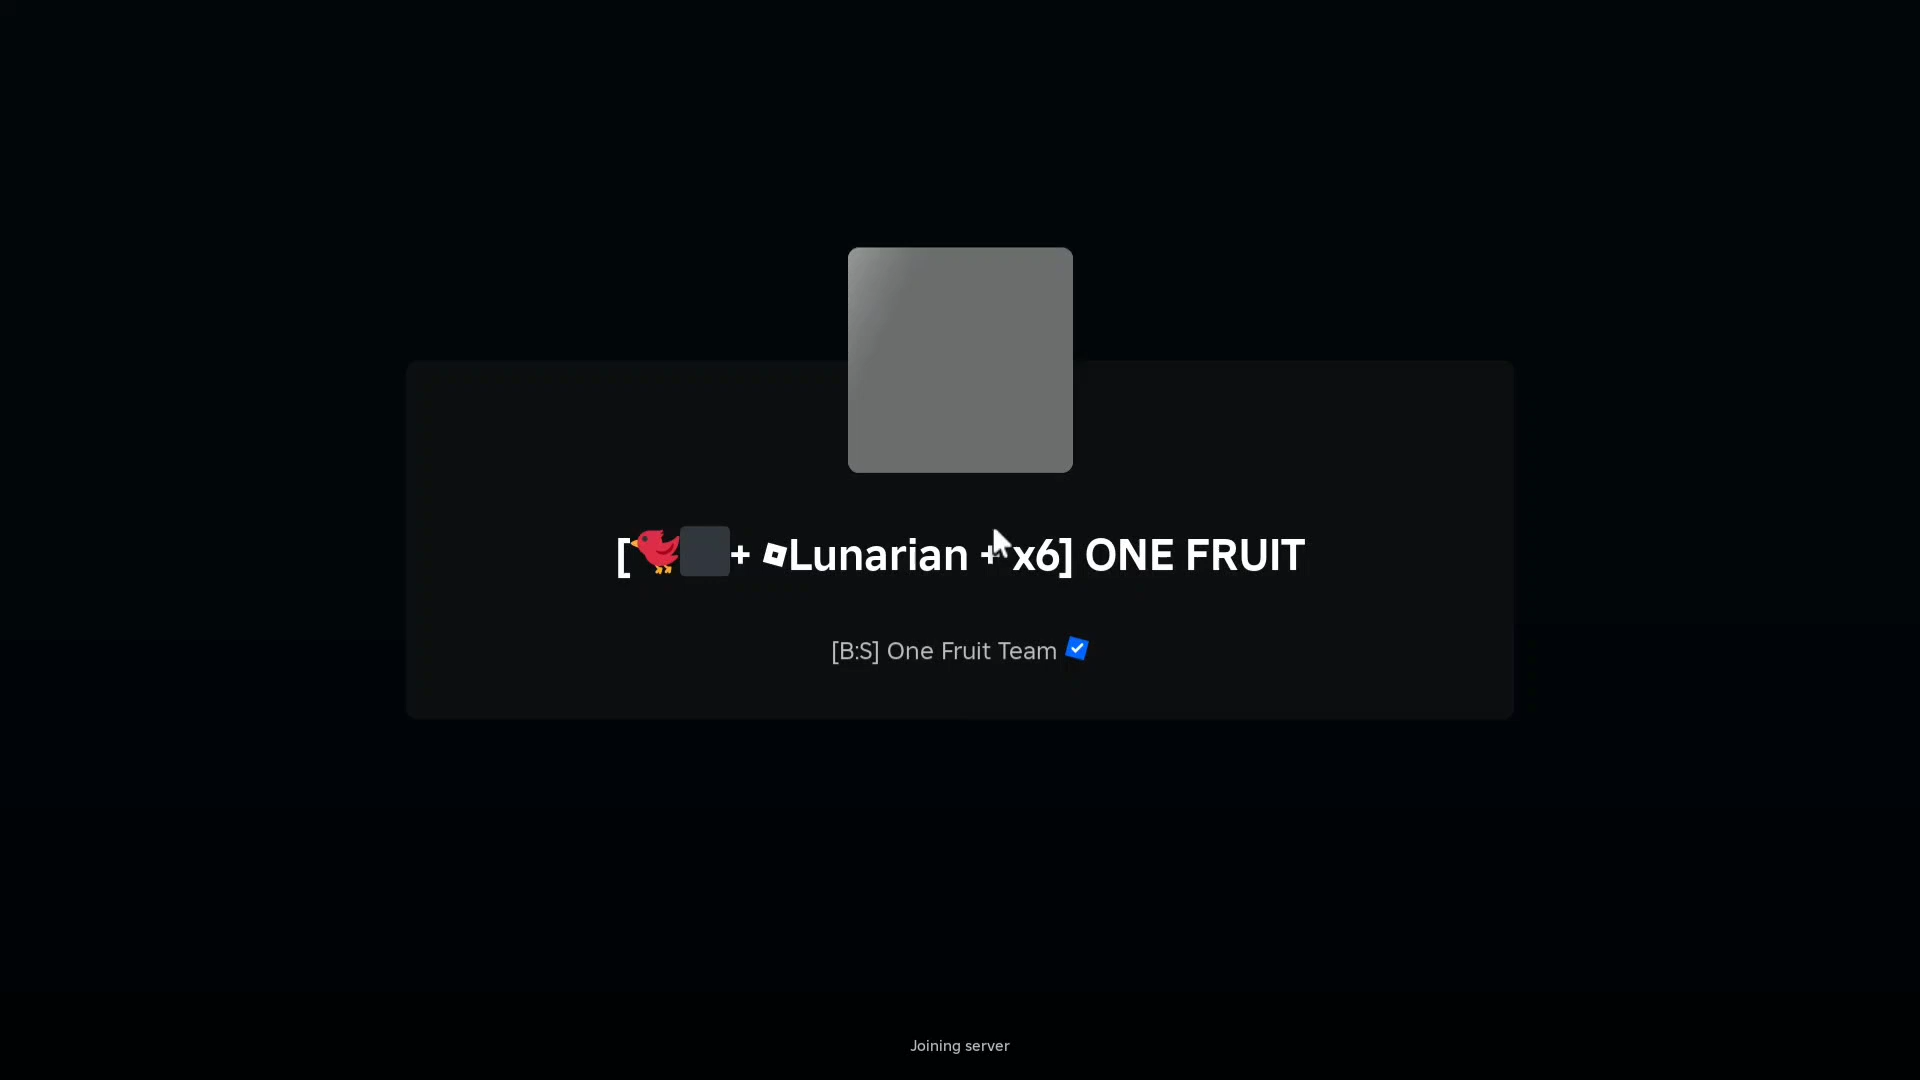 [🐦⬛+ Lunarian + x6] ONE FRUIT
[B:S] One Fruit Team
Joining server